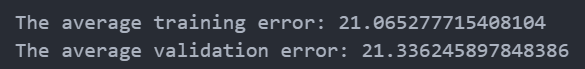 The average training error: 21.065277715408104
The average validation error: 21.336245897848386